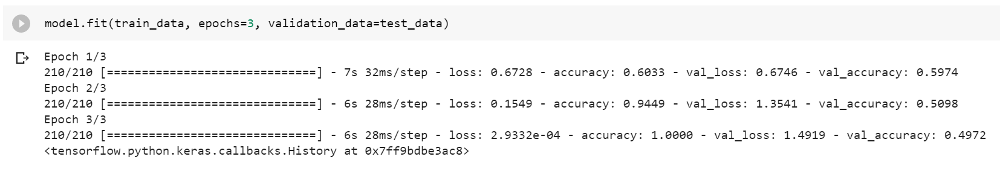 model.fit(train_data, epochs=3, validation_data=test_data)
Epoch 1/3
210/210 [==============================] - 7s 32ms/step - loss: 0.6728 - accuracy: 0.6033 - val_loss: 0.6746 - val_accuracy: 0.5974
Epoch 2/3
210/210 [==============================] - 6s 28ms/step - loss: 0.1549 - accuracy: 0.9449 - val_loss: 1.3541 - val_accuracy: 0.5098
Epoch 3/3
210/210 [==============================] - 6s 28ms/step - loss: 2.9332e-04 - accuracy: 1.0000 - val_loss: 1.4919 - val_accuracy: 0.4972
<tensorflow.python.keras.callbacks.History at 0x7ff9bdbe3ac8>